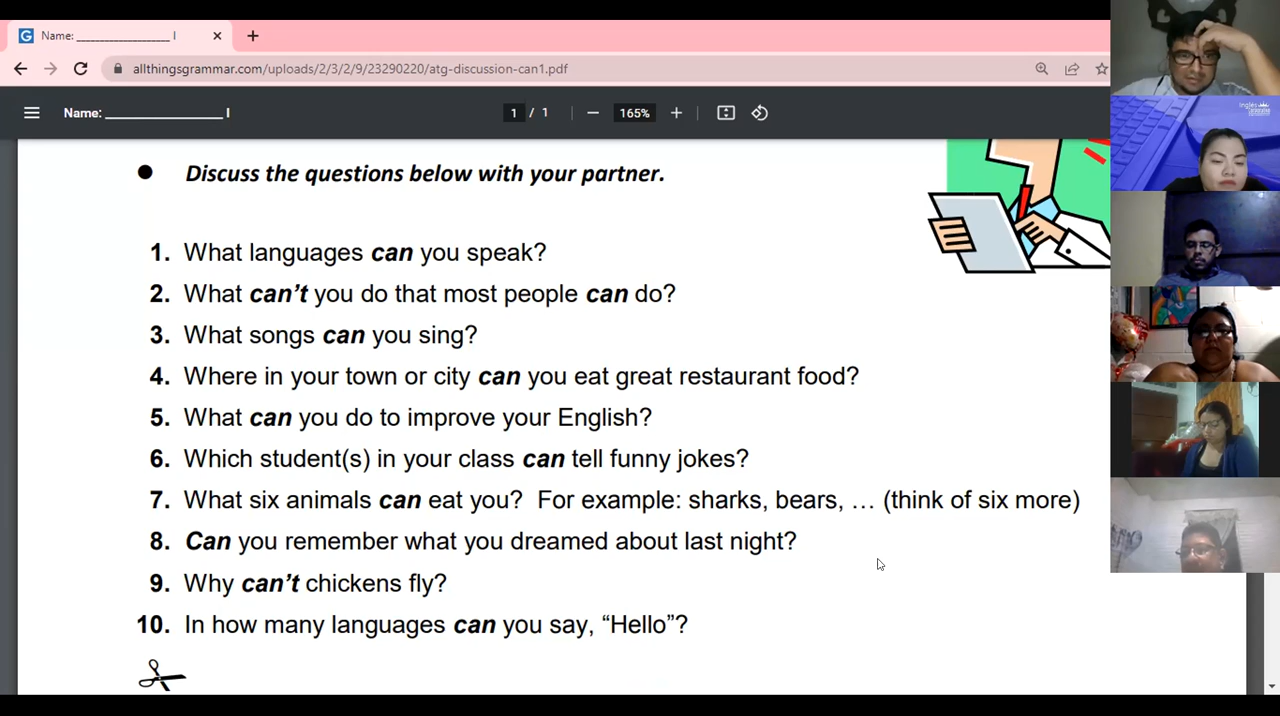 Name: ___________________ I
allthingsgrammar.com/uploads/2/3/2/9/23290220/atg-discussion-can1.pdf
Name: ________________ I
1 / 1
165%
Discuss the questions below with your partner.
1. What languages can you speak?
2. What can't you do that most people can do?
3. What songs can you sing?
4. Where in your town or city can you eat great restaurant food?
5. What can you do to improve your English?
6. Which student(s) in your class can tell funny jokes?
7. What six animals can eat you? For example: sharks, bears, … (think of six more)
8. Can you remember what you dreamed about last night?
9. Why can't chickens fly?
10. In how many languages can you say, “Hello”?
Inglés